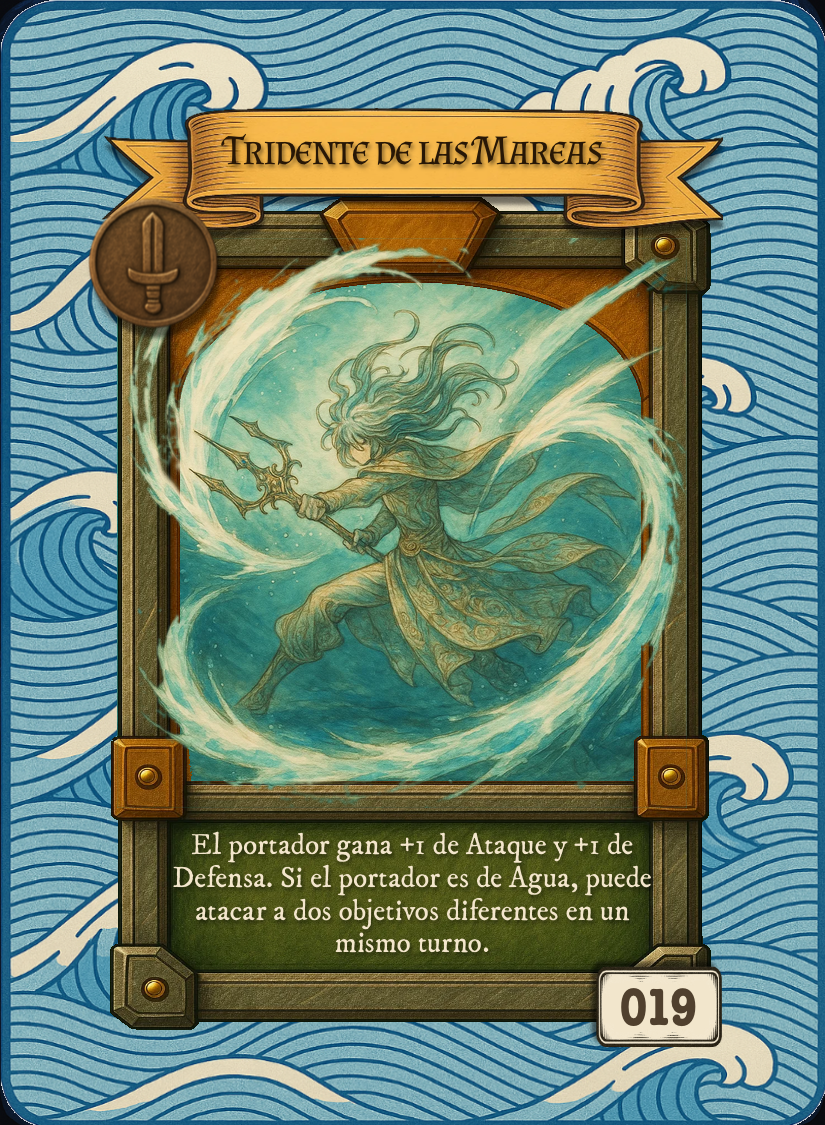 Tridente de las Mareas
El portador gana +1 de Ataque y +1 de
Defensa. Si el portador es de Agua, puede
atacar a dos objetivos diferentes en un
mismo turno.
019